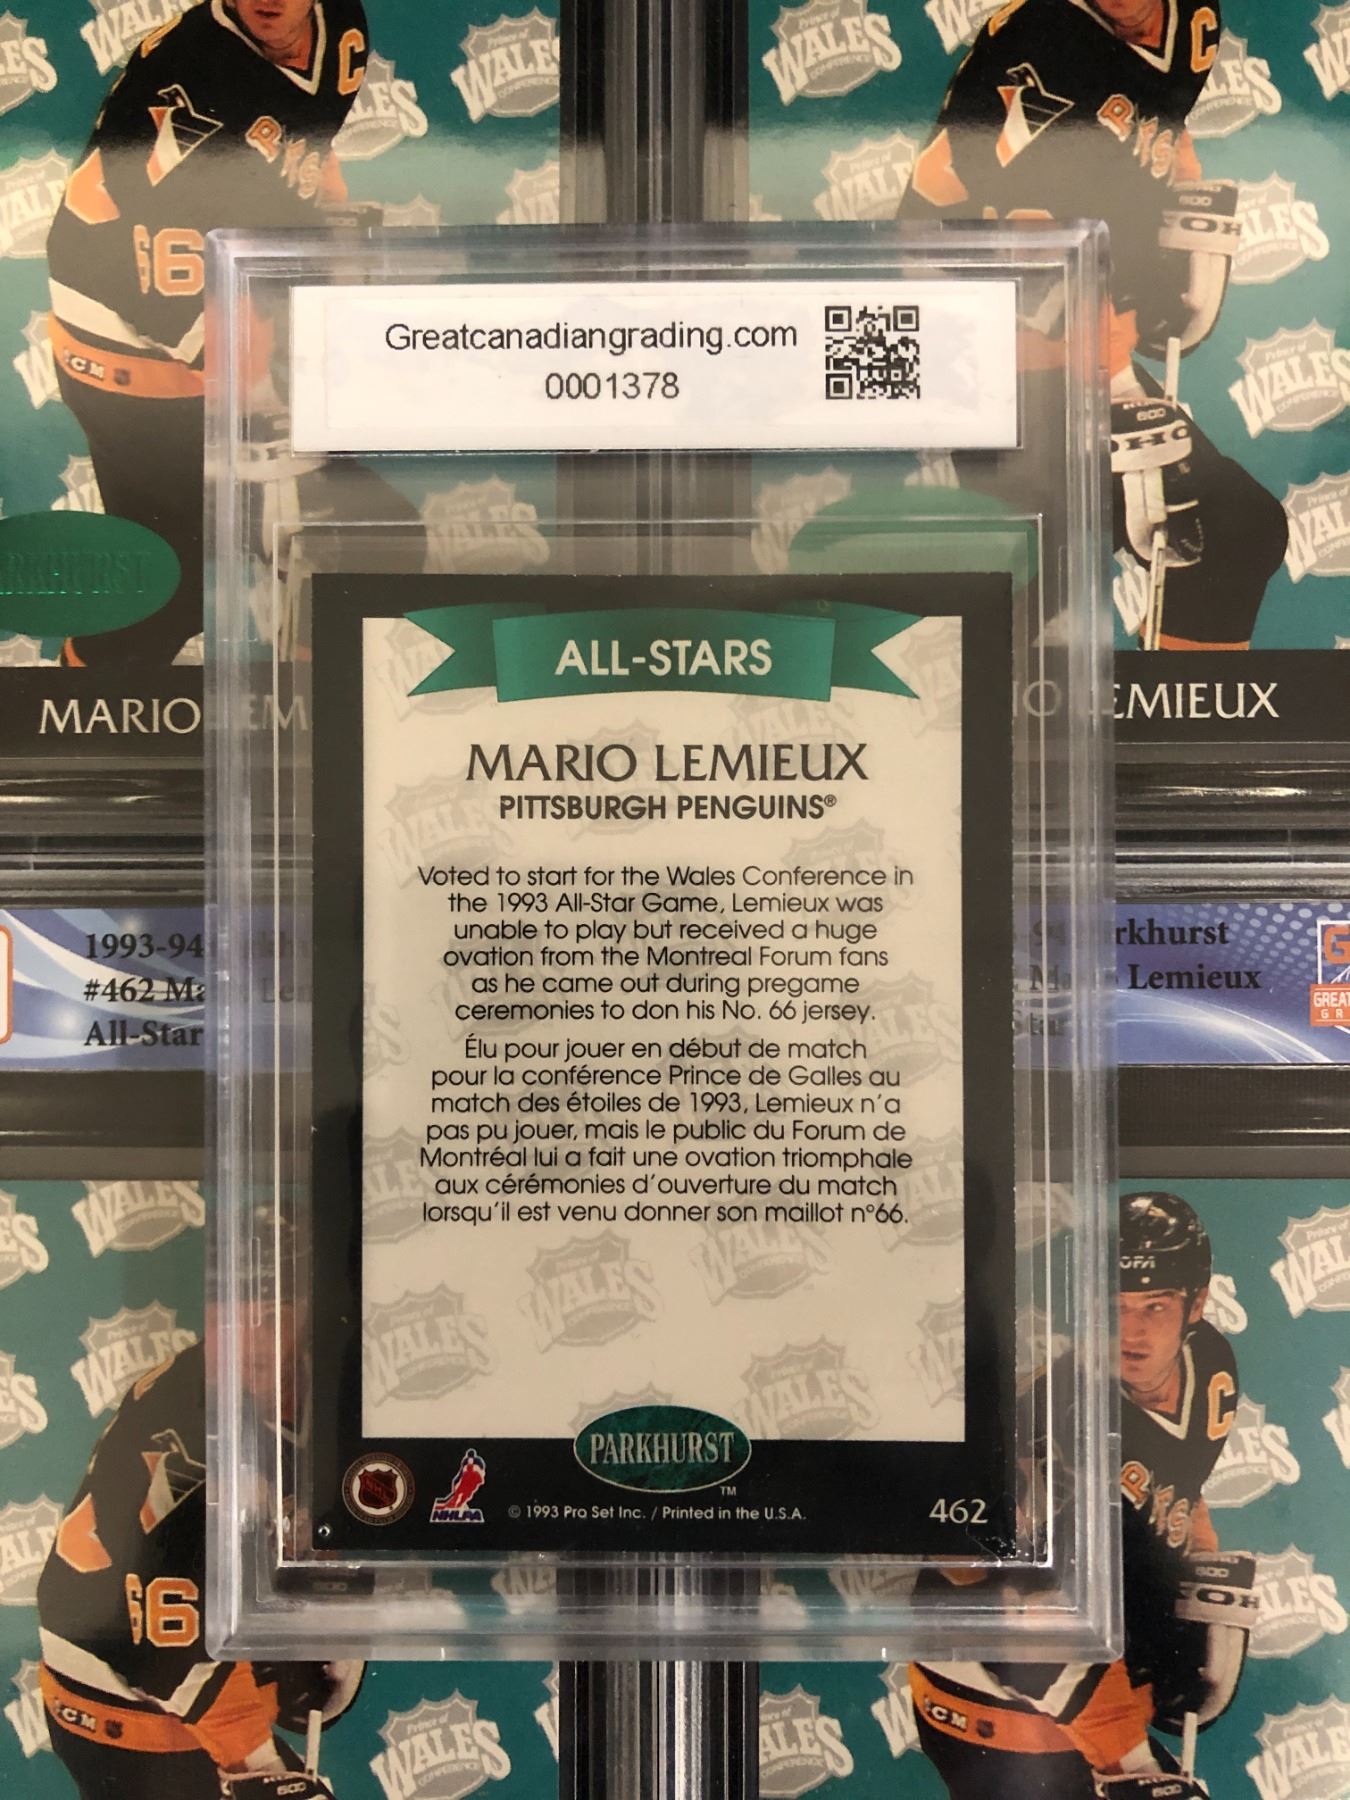 Greatcanadiangrading.com
0001378
ALL-STARS
MARIO LEMIEUX
PITTSBURGH PENGUINS®
Voted to start for the Wales Conference in
the 1993 All-Star Game, Lemieux was
unable to play but received a huge
ovation from the Montreal Forum fans
as he came out during pregame
ceremonies to don his No. 66 jersey.
Élu pour jouer en début de match
pour la conférence Prince de Galles au
match des étoiles de 1993, Lemieux n'a
pas pu jouer, mais le public du Forum de
Montréal lui a fait une ovation triomphale
aux cérémonies d'ouverture du match
lorsqu'il est venu donner son maillot n°66.
PARKHURST
TM
NHLPA
© 1993 Pro Set Inc. / Printed in the U.S.A.
462
MARIO
EMIEUX
1993-94
#462
All-Star
rkhurst
Lemieux
66
C
CCM
WALES